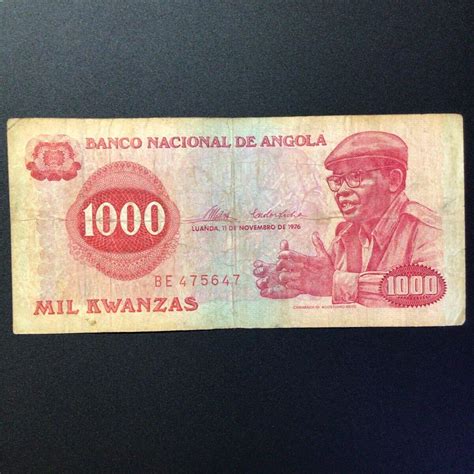 BANCO NACIONAL DE ANGOLA
1000
LUANDA, 11 DE NOVEMBRO DE 1976
BE 475647
MIL KWANZAS
1000